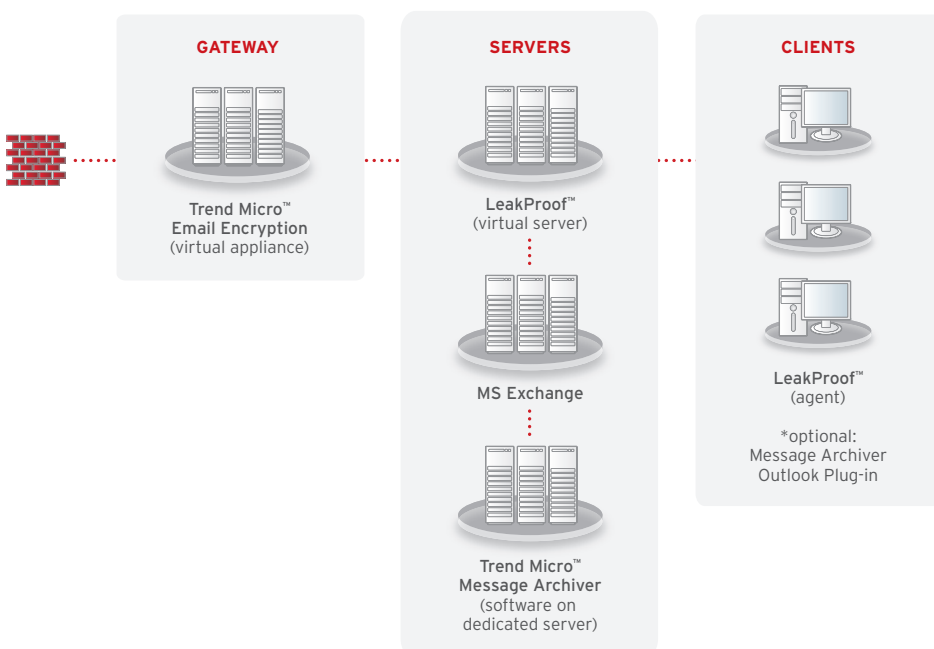 GATEWAY
Trend Micro™
Email Encryption
(virtual appliance)
SERVERS
LeakProof™
(virtual server)
MS Exchange
Trend Micro™
Message Archiver
(software on
dedicated server)
CLIENTS
LeakProof™
(agent)
*optional:
Message Archiver
Outlook Plug-in